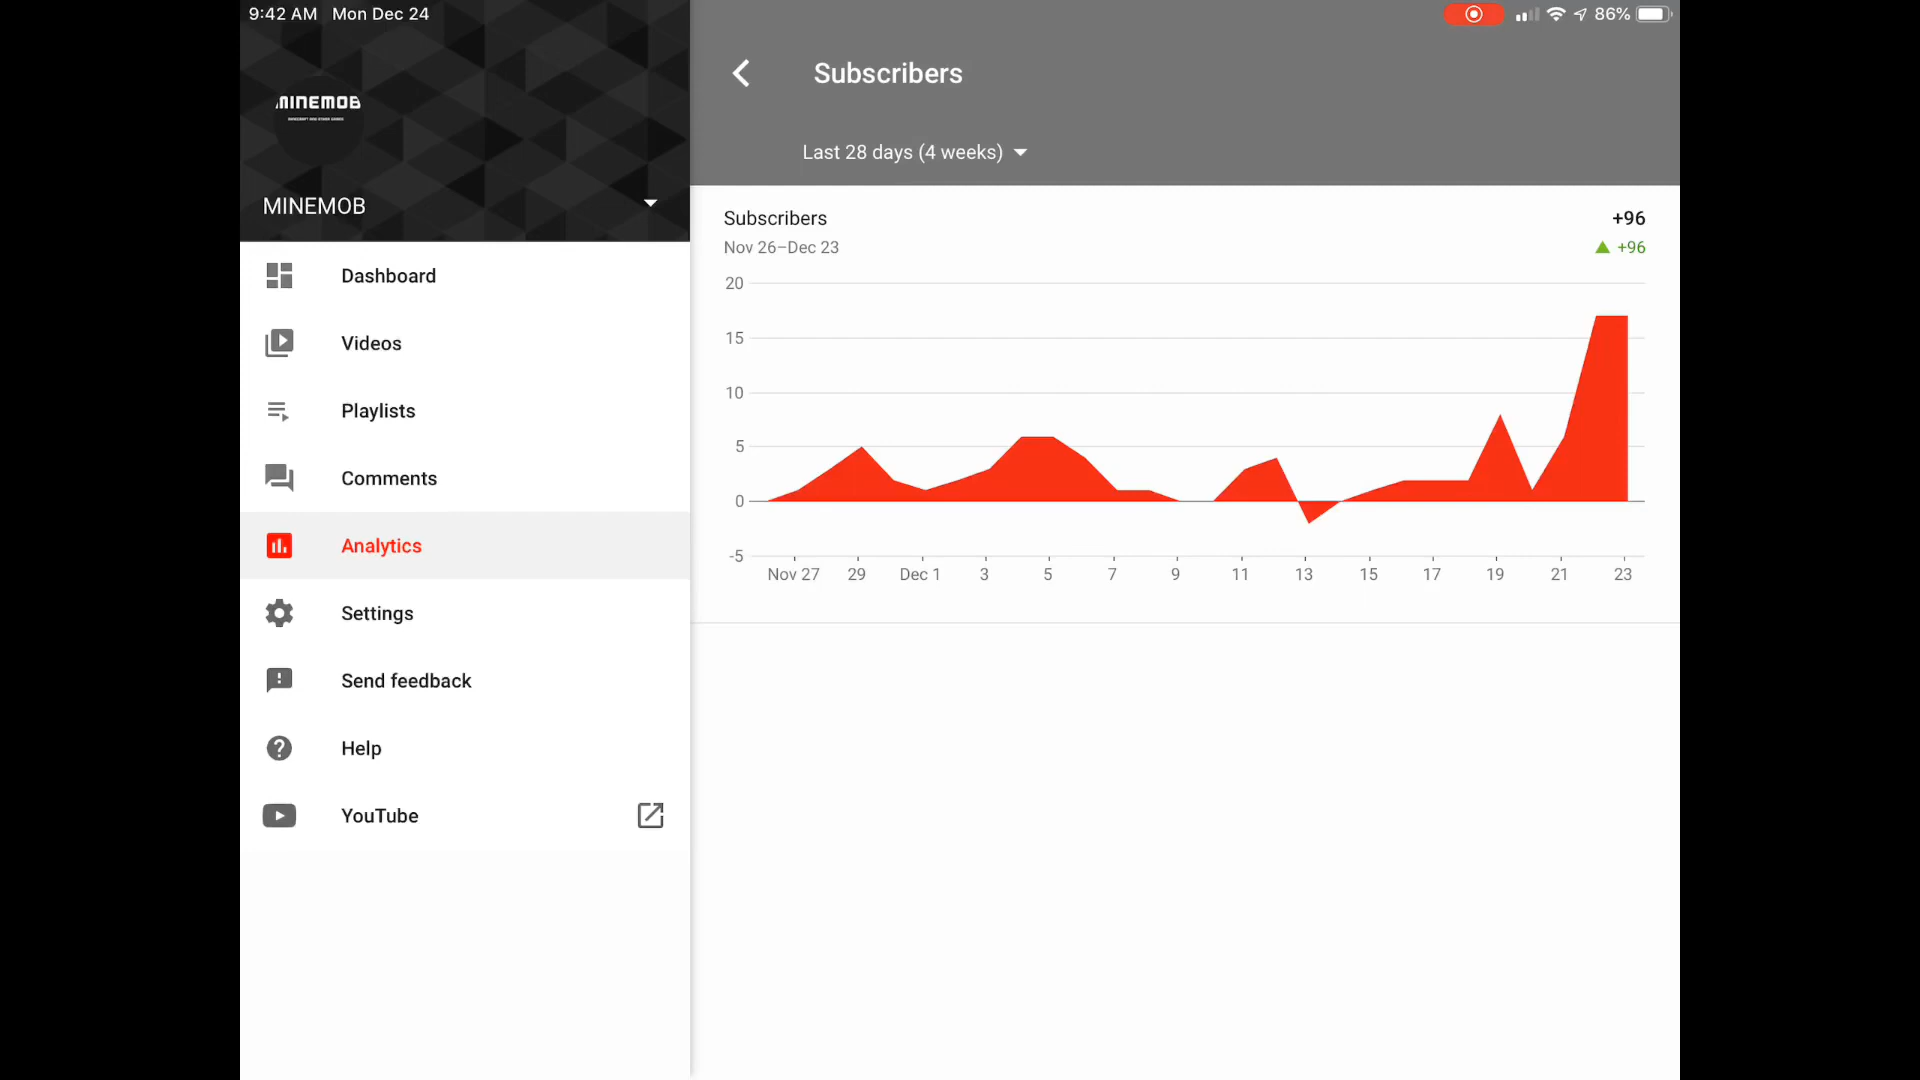 9:42 AM Mon Dec 24
86%
MINEMOB
MINEMOB
Dashboard
Videos
Playlists
Comments
Analytics
Settings
Send feedback
Help
YouTube
Subscribers
Last 28 days (4 weeks)
Subscribers +96
Nov 26–Dec 23 +96
20
15
10
5
0
-5
Nov 27 29 Dec 1 3 5 7 9 11 13 15 17 19 21 23